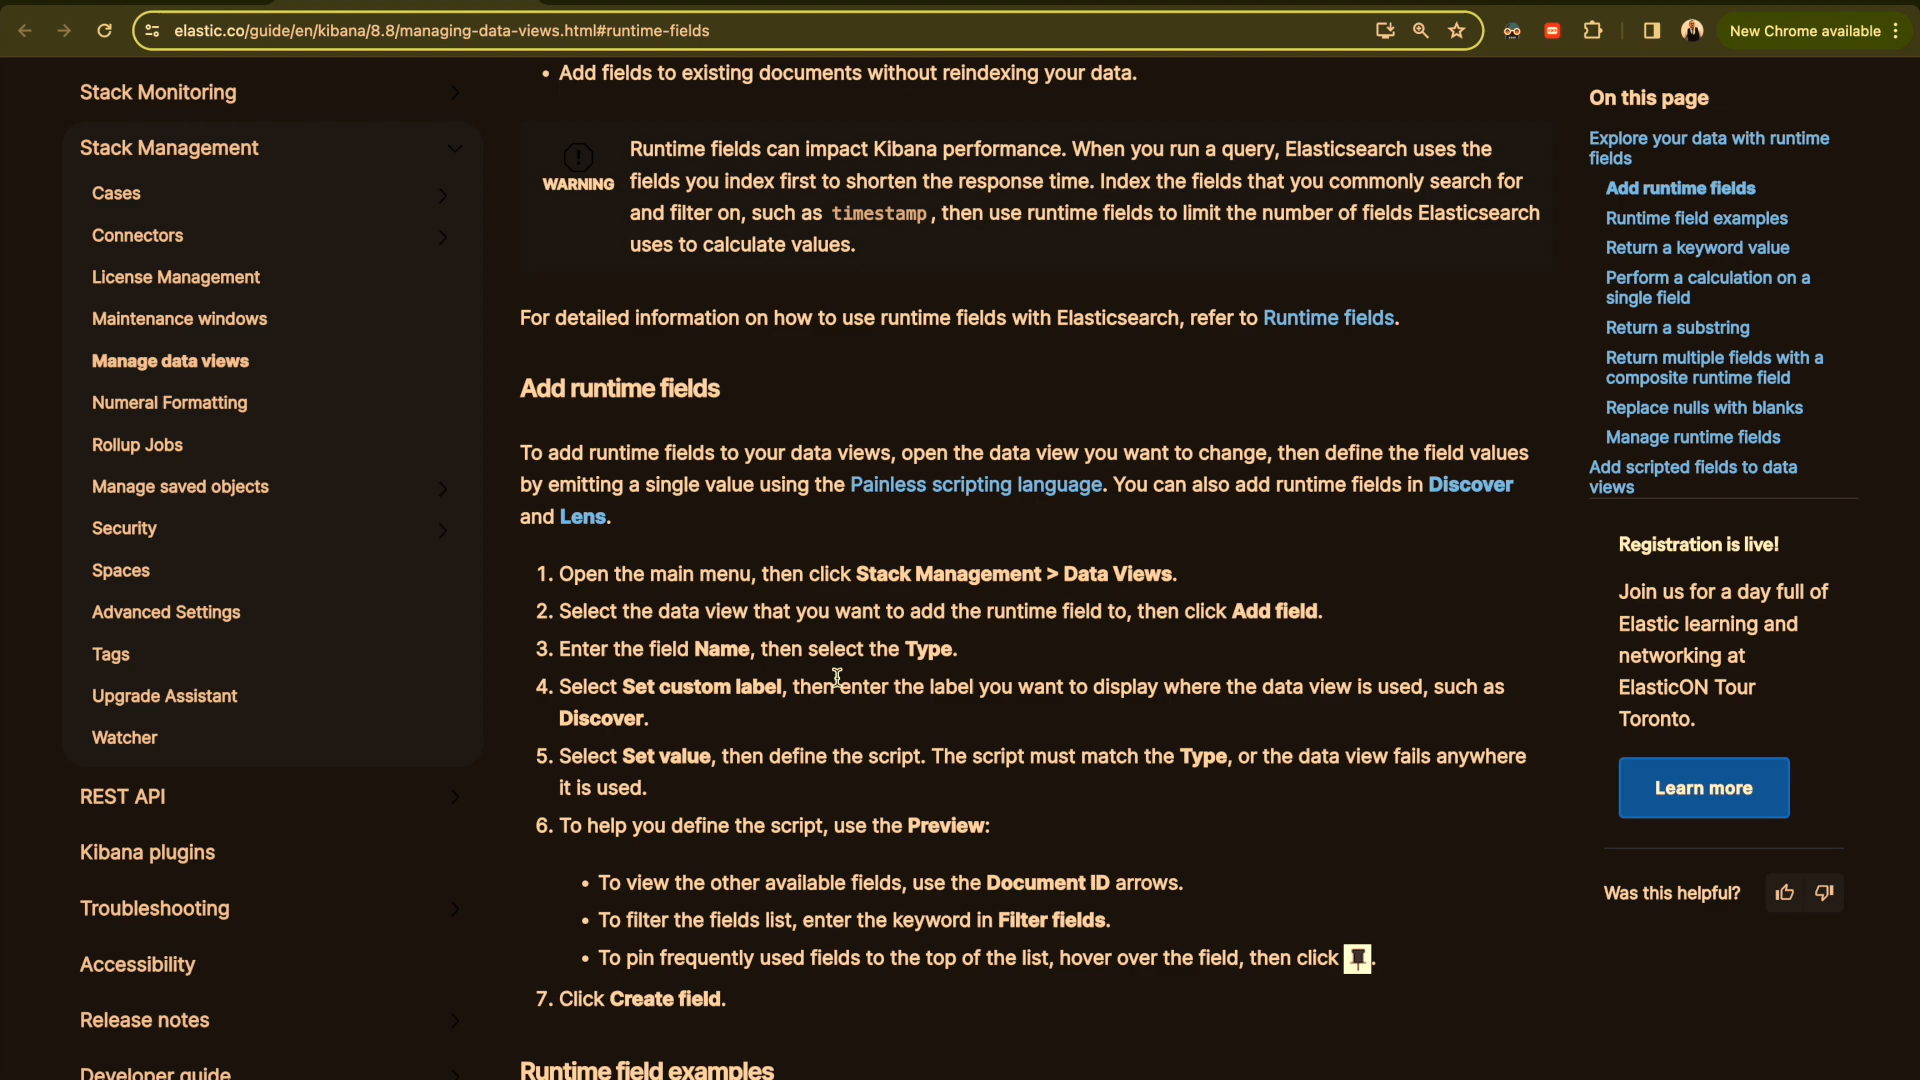 elastic.co/guide/en/kibana/8.8/managing-data-views.html#runtime-fields
New Chrome available
Stack Monitoring
Stack Management
Cases
Connectors
License Management
Maintenance windows
Manage data views
Numeral Formatting
Rollup Jobs
Manage saved objects
Security
Spaces
Advanced Settings
Tags
Upgrade Assistant
Watcher
REST API
Kibana plugins
Troubleshooting
Accessibility
Release notes
Developer guide
• Add fields to existing documents without reindexing your data.
WARNING
Runtime fields can impact Kibana performance. When you run a query, Elasticsearch uses the
fields you index first to shorten the response time. Index the fields that you commonly search for
and filter on, such as timestamp, then use runtime fields to limit the number of fields Elasticsearch
uses to calculate values.
For detailed information on how to use runtime fields with Elasticsearch, refer to Runtime fields.
Add runtime fields
To add runtime fields to your data views, open the data view you want to change, then define the field values
by emitting a single value using the Painless scripting language. You can also add runtime fields in Discover
and Lens.
1. Open the main menu, then click Stack Management > Data Views.
2. Select the data view that you want to add the runtime field to, then click Add field.
3. Enter the field Name, then select the Type.
4. Select Set custom label, then enter the label you want to display where the data view is used, such as
Discover.
5. Select Set value, then define the script. The script must match the Type, or the data view fails anywhere
it is used.
6. To help you define the script, use the Preview:
• To view the other available fields, use the Document ID arrows.
• To filter the fields list, enter the keyword in Filter fields.
• To pin frequently used fields to the top of the list, hover over the field, then click .
7. Click Create field.
Runtime field examples
On this page
Explore your data with runtime
fields
Add runtime fields
Runtime field examples
Return a keyword value
Perform a calculation on a
single field
Return a substring
Return multiple fields with a
composite runtime field
Replace nulls with blanks
Manage runtime fields
Add scripted fields to data
views
Registration is live!
Join us for a day full of
Elastic learning and
networking at
ElasticON Tour
Toronto.
Learn more
Was this helpful?